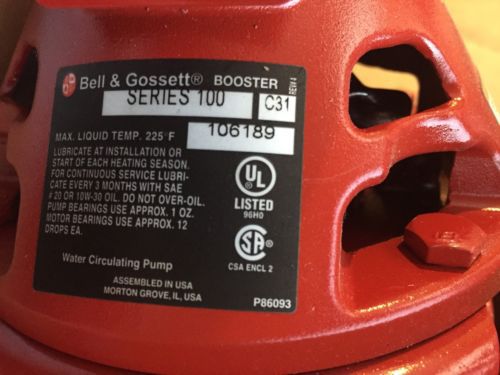 Bell & Gossett® BOOSTER
SERIES 100 C31
MAX. LIQUID TEMP. 225°F 106189
LUBRICATE AT INSTALLATION OR
START OF EACH HEATING SEASON.
FOR CONTINUOUS SERVICE LUBRI-
CATE EVERY 3 MONTHS WITH SAE
# 20 OR 10W-30 OIL. DO NOT OVER-OIL.
PUMP BEARINGS USE APPROX. 1 OZ.
MOTOR BEARINGS USE APPROX. 12
DROPS EA.
UL
LISTED
96H0
SA
CSA ENCL 2
Water Circulating Pump
ASSEMBLED IN USA
MORTON GROVE, IL, USA
P86093